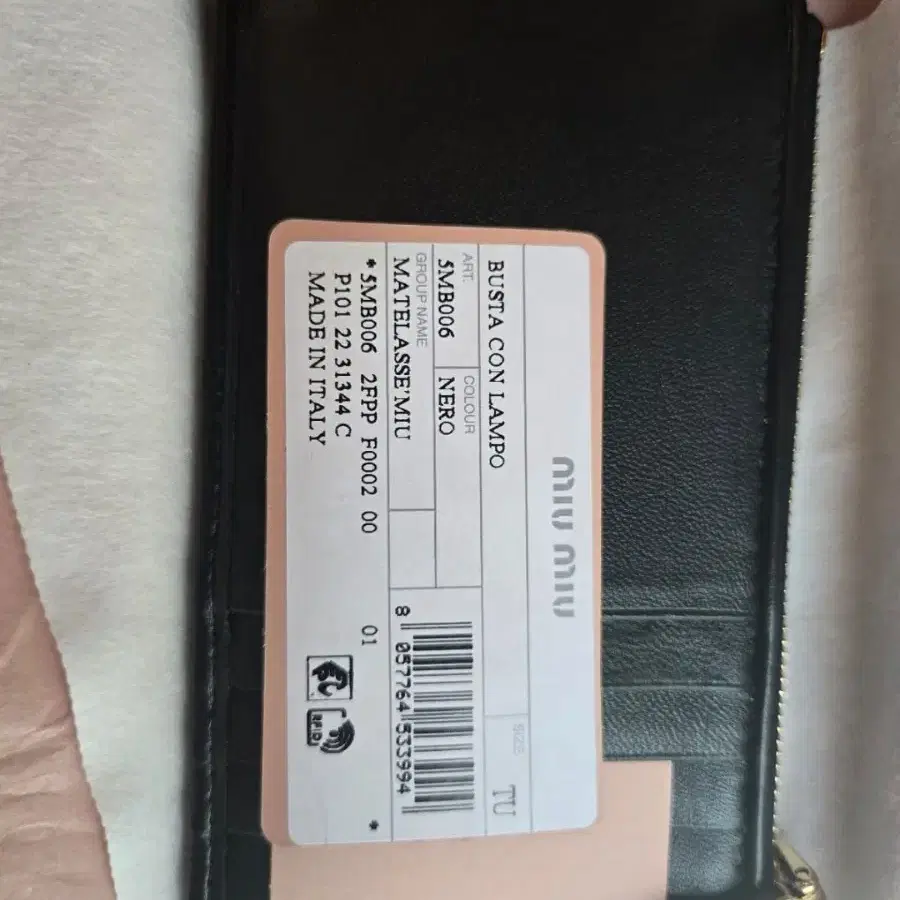 miu miu
SIZE
BUSTA CON LAMPO TU
ART. COLOUR
5MB006 NERO
GROUP NAME
MATELASSE'MIU
8 057764 533994
*5MB006 2FPP F0002 00 01 *
P101 22 31344 C
MADE IN ITALY
RFID